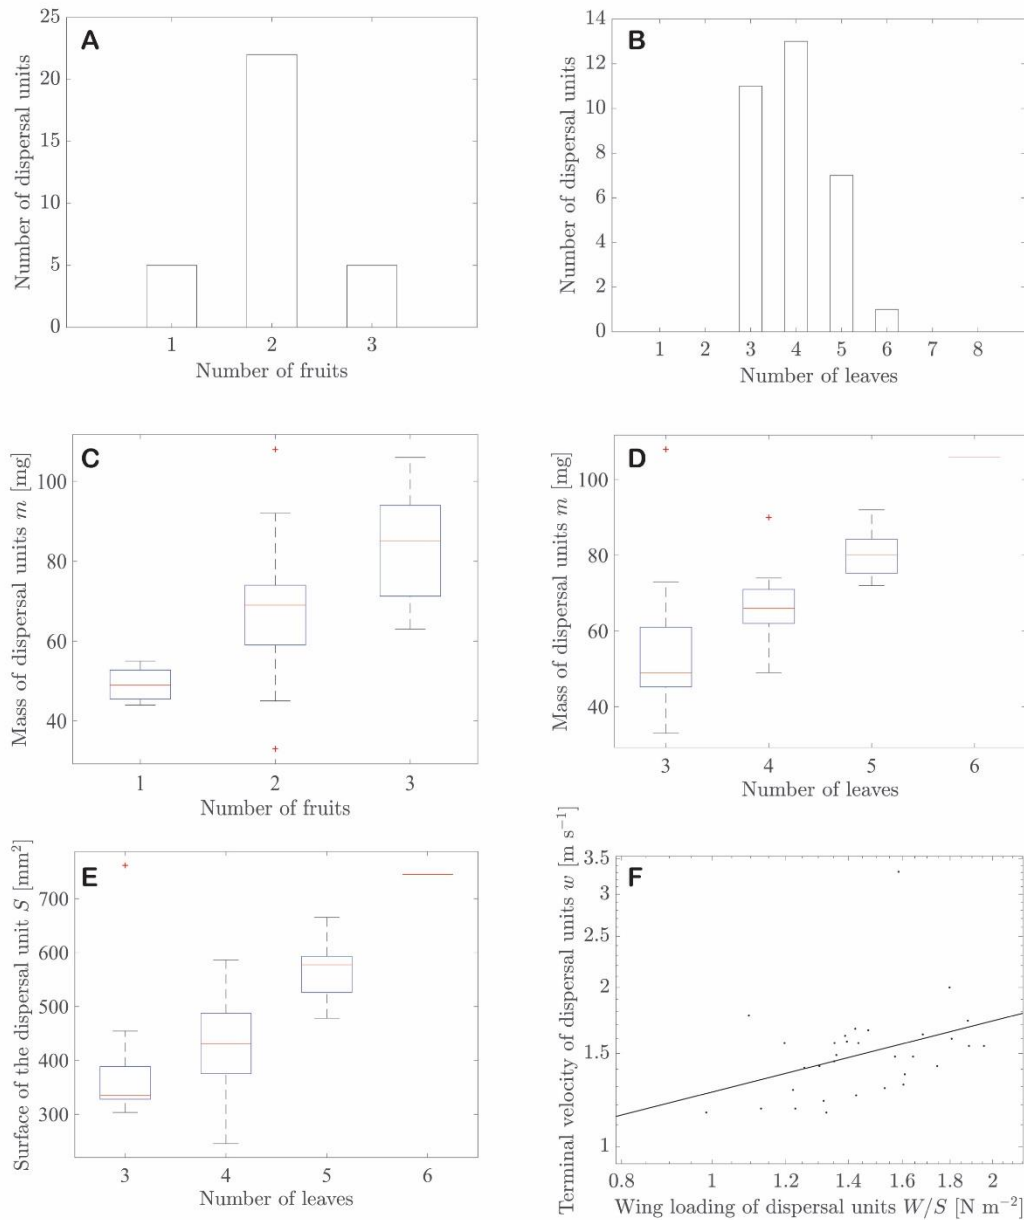 A
Number of dispersal units
25
20
15
10
5
0
1 2 3
Number of fruits
B
Number of dispersal units
14
12
10
8
6
4
2
0
1 2 3 4 5 6 7 8
Number of leaves
C
Mass of dispersal units m [mg]
100
80
60
40
1 2 3
Number of fruits
D
Mass of dispersal units m [mg]
100
80
60
40
3 4 5 6
Number of leaves
E
Surface of the dispersal unit S [mm²]
700
600
500
400
300
3 4 5 6
Number of leaves
F
Terminal velocity of dispersal units w [m s⁻¹]
3.5
3
2.5
2
1.5
1
0.8 1 1.2 1.4 1.6 1.8 2
Wing loading of dispersal units W/S [N m⁻²]